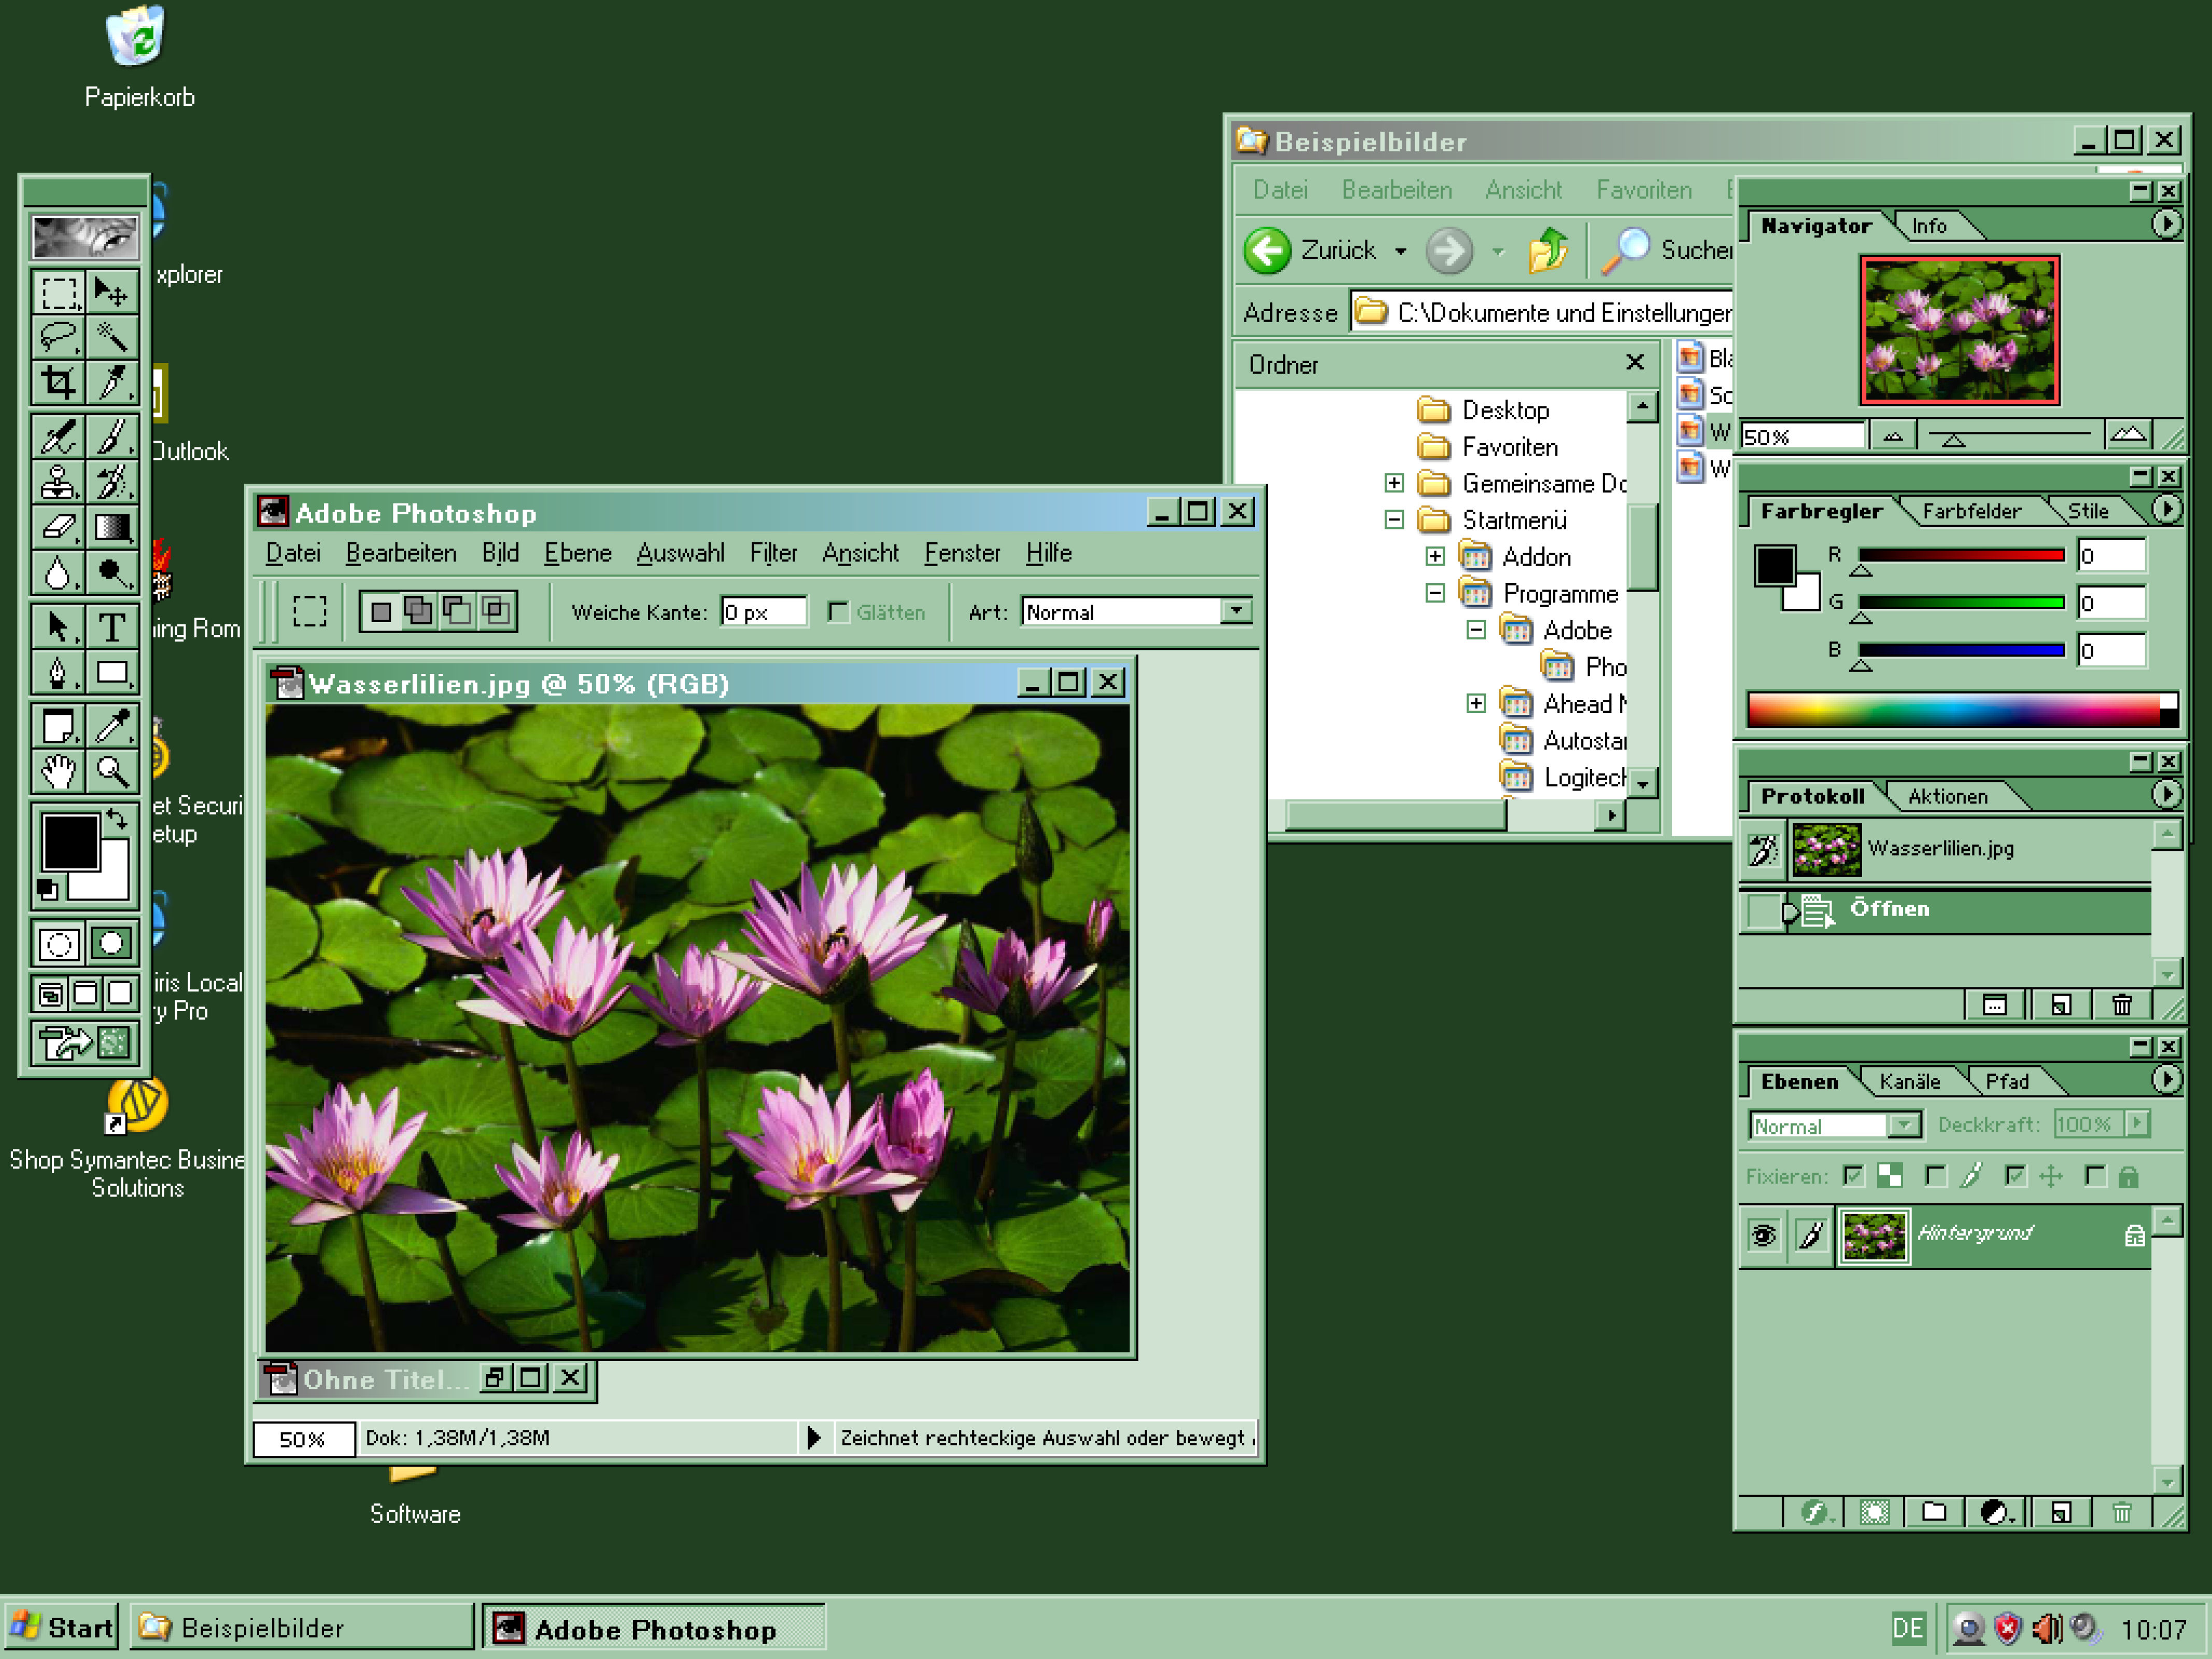 Papierkorb
xplorer
Outlook
ing Rom
et Securi
etup
iris Local
y Pro
Shop Symantec Busine
Solutions
Software
Beispielbilder
Datei Bearbeiten Ansicht Favoriten
Zurück
Suchen
Adresse C:\Dokumente und Einstellungen
Ordner
Desktop
Favoriten
Gemeinsame Do
Startmenü
Addon
Programme
Adobe
Pho
Ahead N
Autostar
Logitech
Bla
So
W
W
Adobe Photoshop
Datei Bearbeiten Bild Ebene Auswahl Filter Ansicht Fenster Hilfe
Weiche Kante: 0 px Glätten Art: Normal
Wasserlilien.jpg @ 50% (RGB)
Ohne Titel...
50% Dok: 1,38M/1,38M Zeichnet rechteckige Auswahl oder bewegt
Navigator Info
50%
Farbregler Farbfelder Stile
R 0
G 0
B 0
Protokoll Aktionen
Wasserlilien.jpg
Öffnen
Ebenen Kanäle Pfad
Normal Deckkraft: 100%
Fixieren:
Hintergrund
Start Beispielbilder Adobe Photoshop DE 10:07